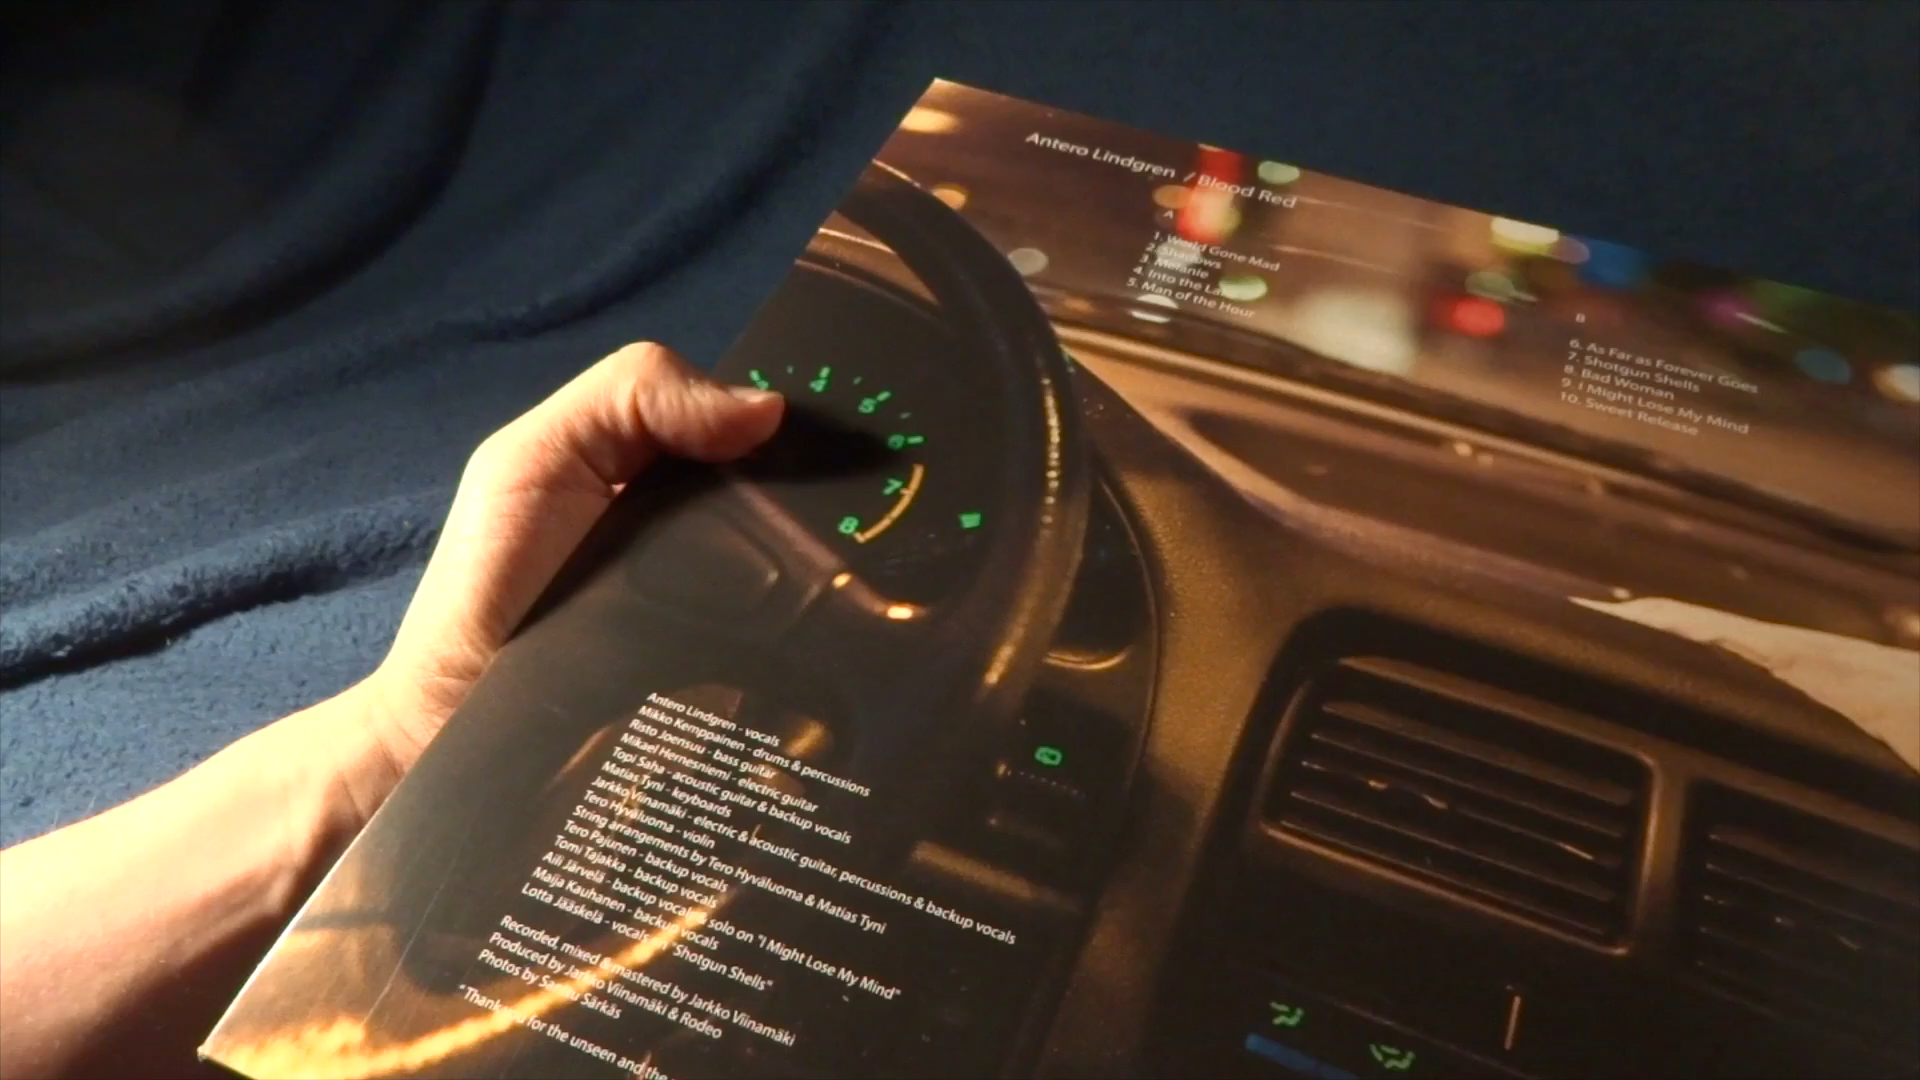 Antero Lindgren / Blood Red
A
1. World Gone Mad
2. Shadows
3. Melanie
4. Into the
5. Man of the Hour
B
6. As Far as Forever Goes
7. Shotgun Shells
8. Bad Woman
9. I Might Lose My Mind
10. Sweet Release
4
5
6
7
8
Antero Lindgren - vocals
Mikko Kemppainen - drums & percussions
Risto Joensuu - bass guitar
Mikael Hernesniemi - electric guitar
Topi Saha - acoustic guitar & backup vocals
Matias Tyni - keyboards
Jarkko Viinamäki - electric & acoustic guitar, percussions & backup vocals
Tero Hyväluoma - violin
String arrangements by Tero Hyväluoma & Matias Tyni
Tero Pajunen - backup vocals
Tomi Tajakka - backup vocals
Aili Järvelä - backup vocals & solo on "I Might Lose My Mind"
Maija Kauhanen - backup vocals
Lotta Jääskelä - vocals on "Shotgun Shells"
Recorded, mixed & mastered by Jarkko Viinamäki
Produced by Jarkko Viinamäki & Rodeo
Photos by Särkäs
for the unseen and the